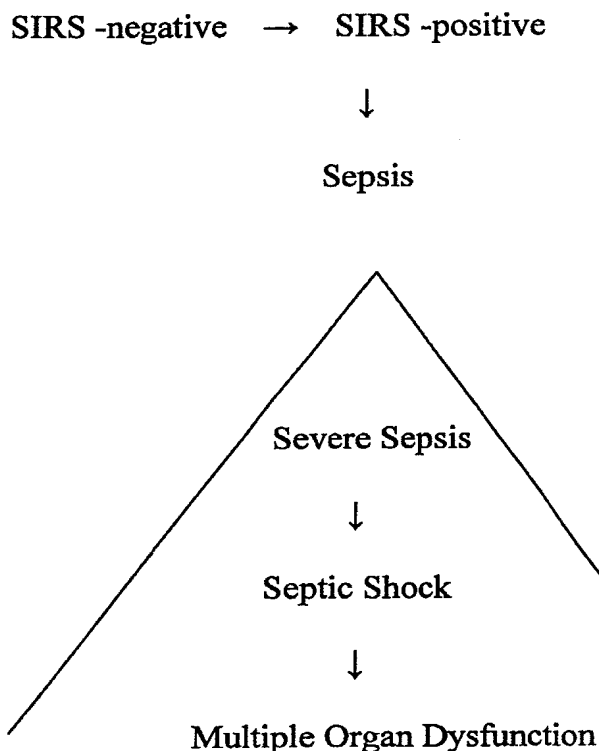 SIRS -negative → SIRS -positive
↓
Sepsis
Severe Sepsis
↓
Septic Shock
↓
Multiple Organ Dysfunction